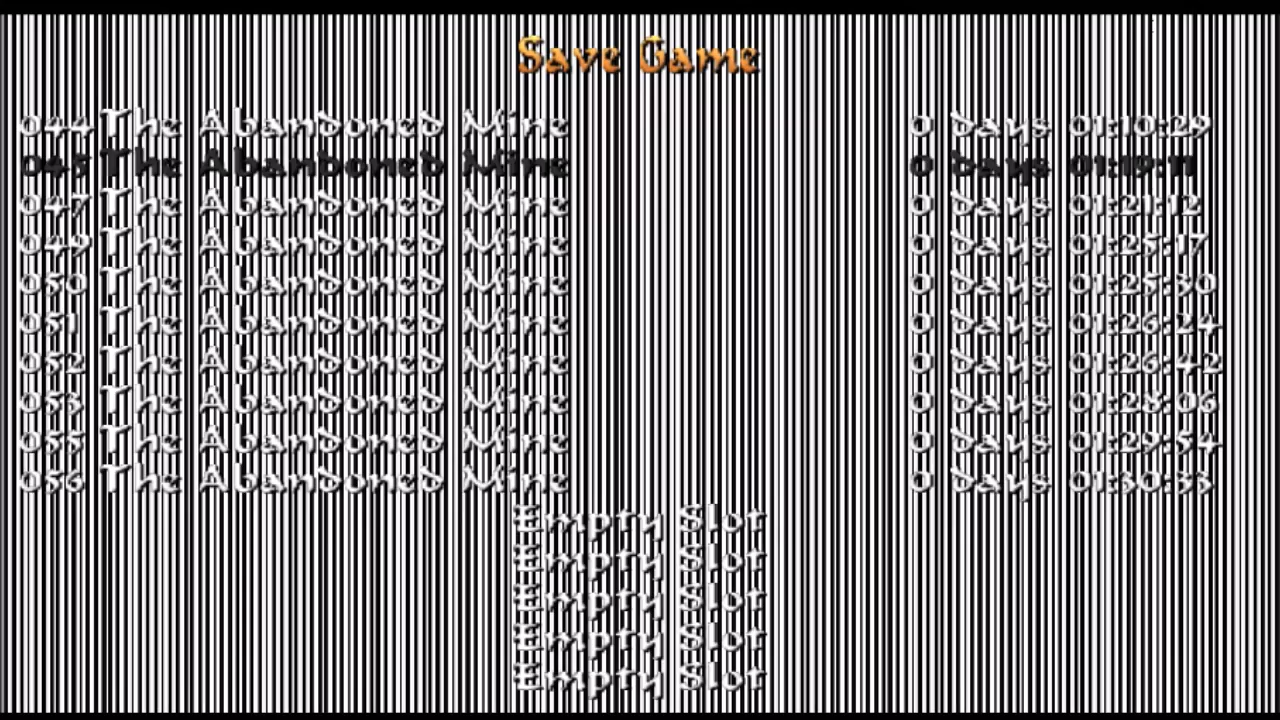 Save Game
044 The Abandoned Mine 0 days 01:10:29
045 The Abandoned Mine 0 days 01:19:11
047 The Abandoned Mine 0 days 01:21:12
049 The Abandoned Mine 0 days 01:25:17
050 The Abandoned Mine 0 days 01:25:30
051 The Abandoned Mine 0 days 01:26:24
052 The Abandoned Mine 0 days 01:26:42
053 The Abandoned Mine 0 days 01:28:06
055 The Abandoned Mine 0 days 01:29:54
056 The Abandoned Mine 0 days 01:30:33
Empty Slot
Empty Slot
Empty Slot
Empty Slot
Empty Slot